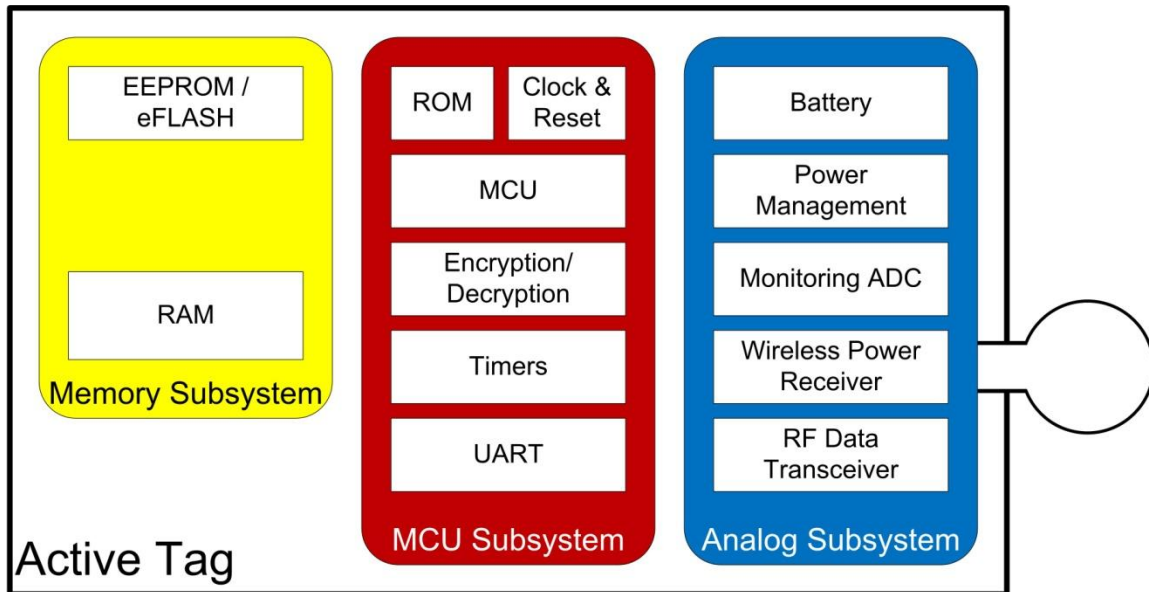 EEPROM /
eFLASH
RAM
Memory Subsystem
ROM
Clock &
Reset
MCU
Encryption/
Decryption
Timers
UART
MCU Subsystem
Battery
Power
Management
Monitoring ADC
Wireless Power
Receiver
RF Data
Transceiver
Analog Subsystem
Active Tag